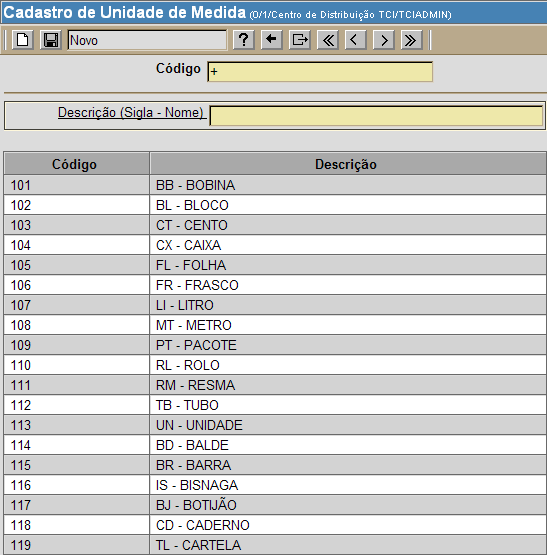 Cadastro de Unidade de Medida (0/1/Centro de Distribuição TCI/TCIADMIN)
Novo ?
Código +
Descrição (Sigla - Nome)
Código Descrição
101 BB - BOBINA
102 BL - BLOCO
103 CT - CENTO
104 CX - CAIXA
105 FL - FOLHA
106 FR - FRASCO
107 LI - LITRO
108 MT - METRO
109 PT - PACOTE
110 RL - ROLO
111 RM - RESMA
112 TB - TUBO
113 UN - UNIDADE
114 BD - BALDE
115 BR - BARRA
116 IS - BISNAGA
117 BJ - BOTIJÃO
118 CD - CADERNO
119 TL - CARTELA